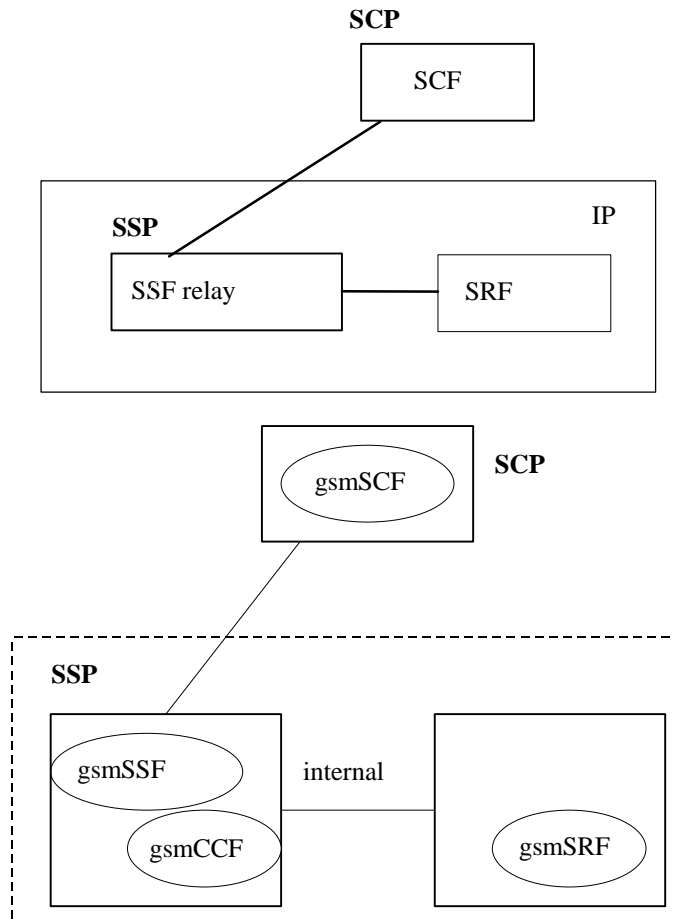 SCP
SCF
IP
SSP
SSF relay
SRF
SCP
gsmSCF
SSP
gsmSSF
internal
gsmCCF
gsmSRF